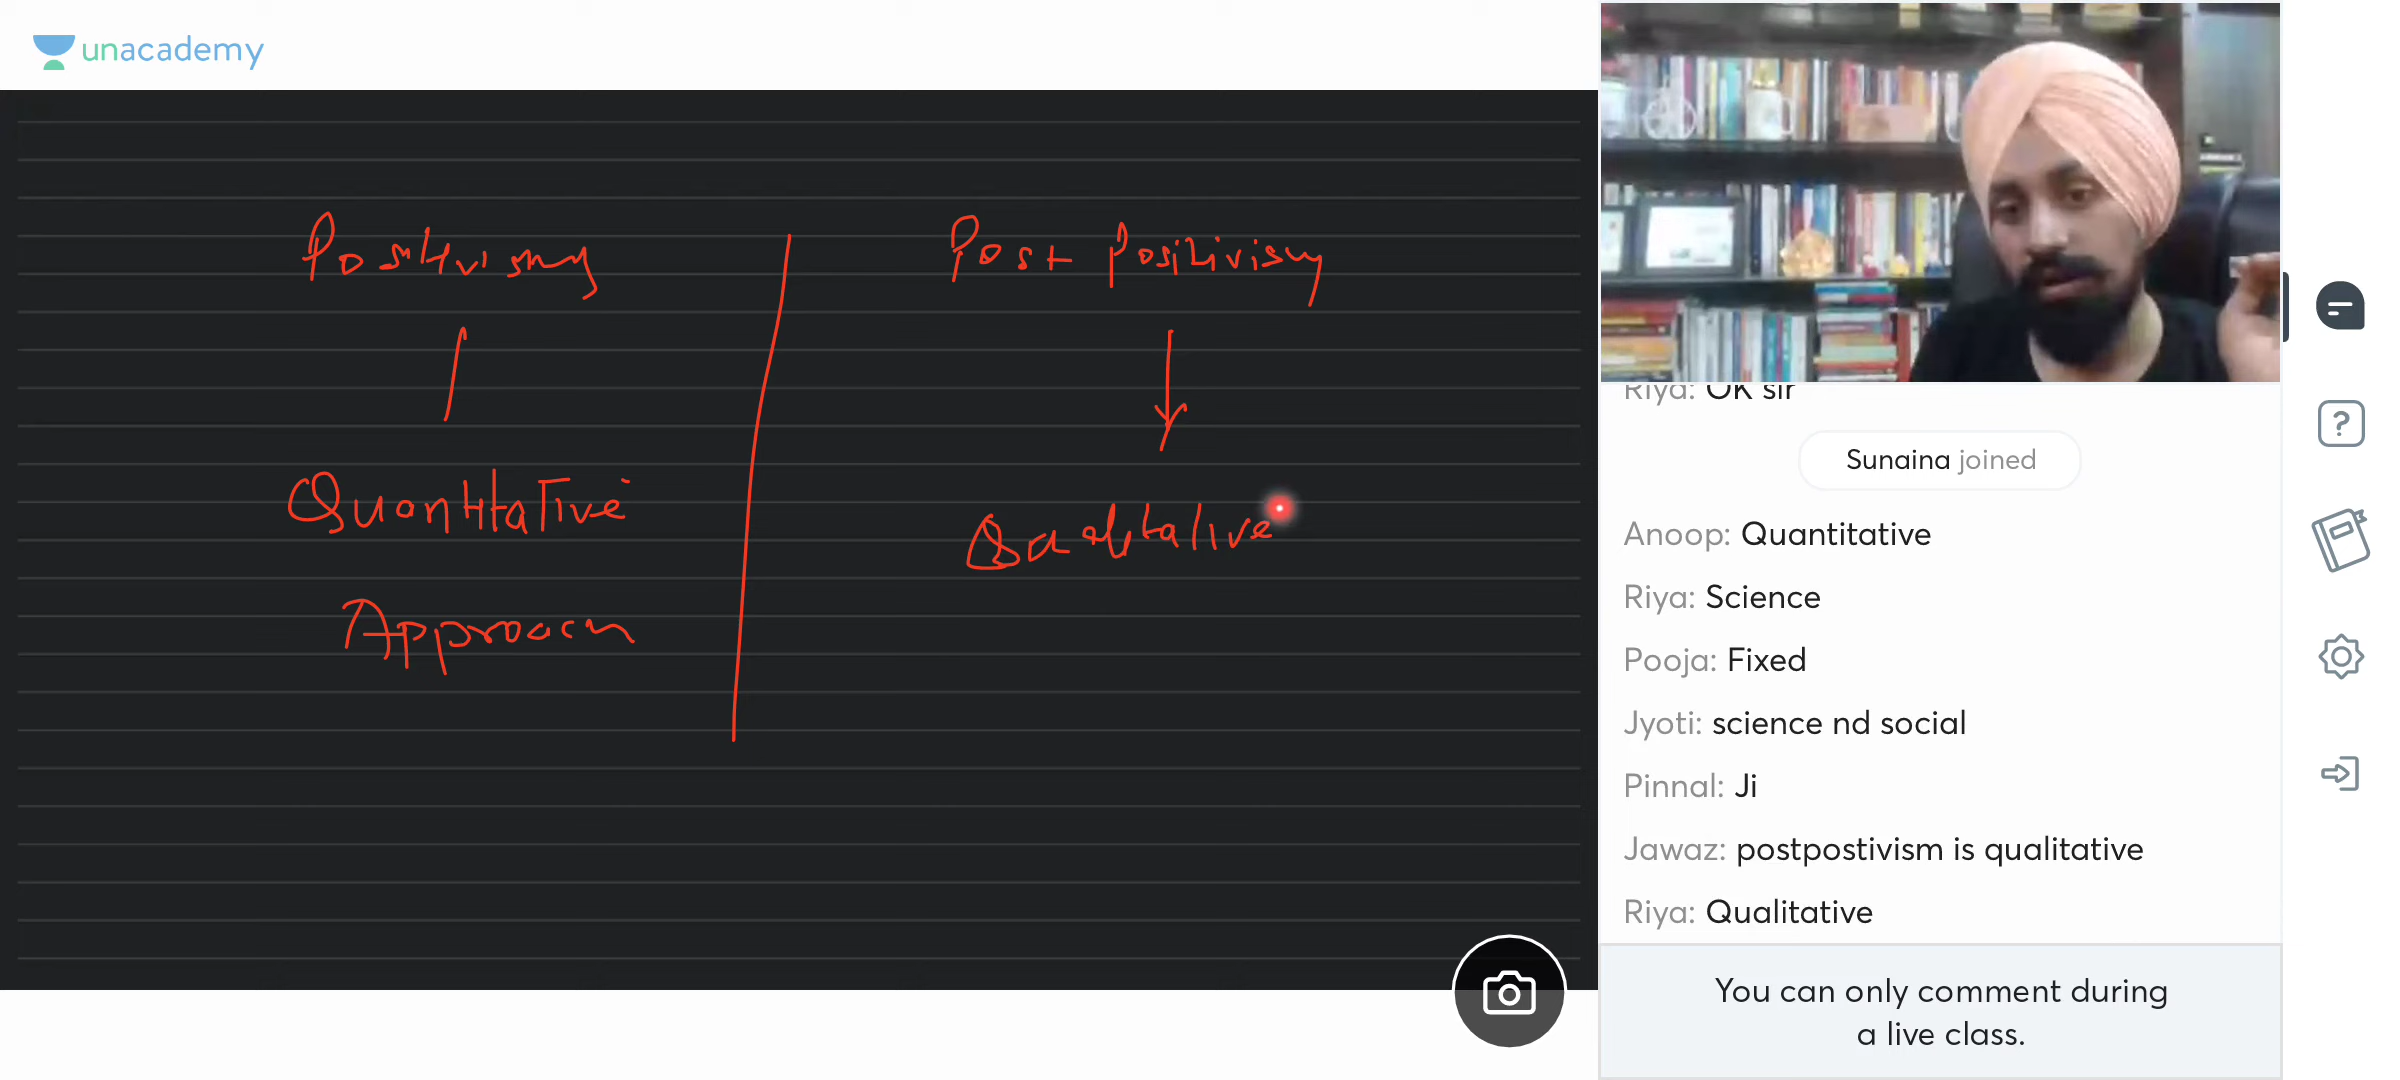 unacademy
Positivism
Post Positivism
Quantitative
Qualitative
Approach
Riya: OK sir
Sunaina joined
Anoop: Quantitative
Riya: Science
Pooja: Fixed
Jyoti: science nd social
Pinnal: Ji
Jawaz: postpostivism is qualitative
Riya: Qualitative
You can only comment during
a live class.